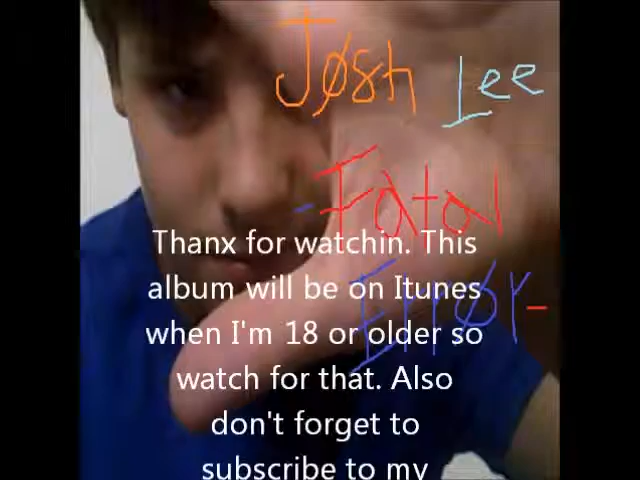 Jøsh Lee
-Fatal
Errør-
Thanx for watchin. This
album will be on Itunes
when I'm 18 or older so
watch for that. Also
don't forget to
subscribe to my